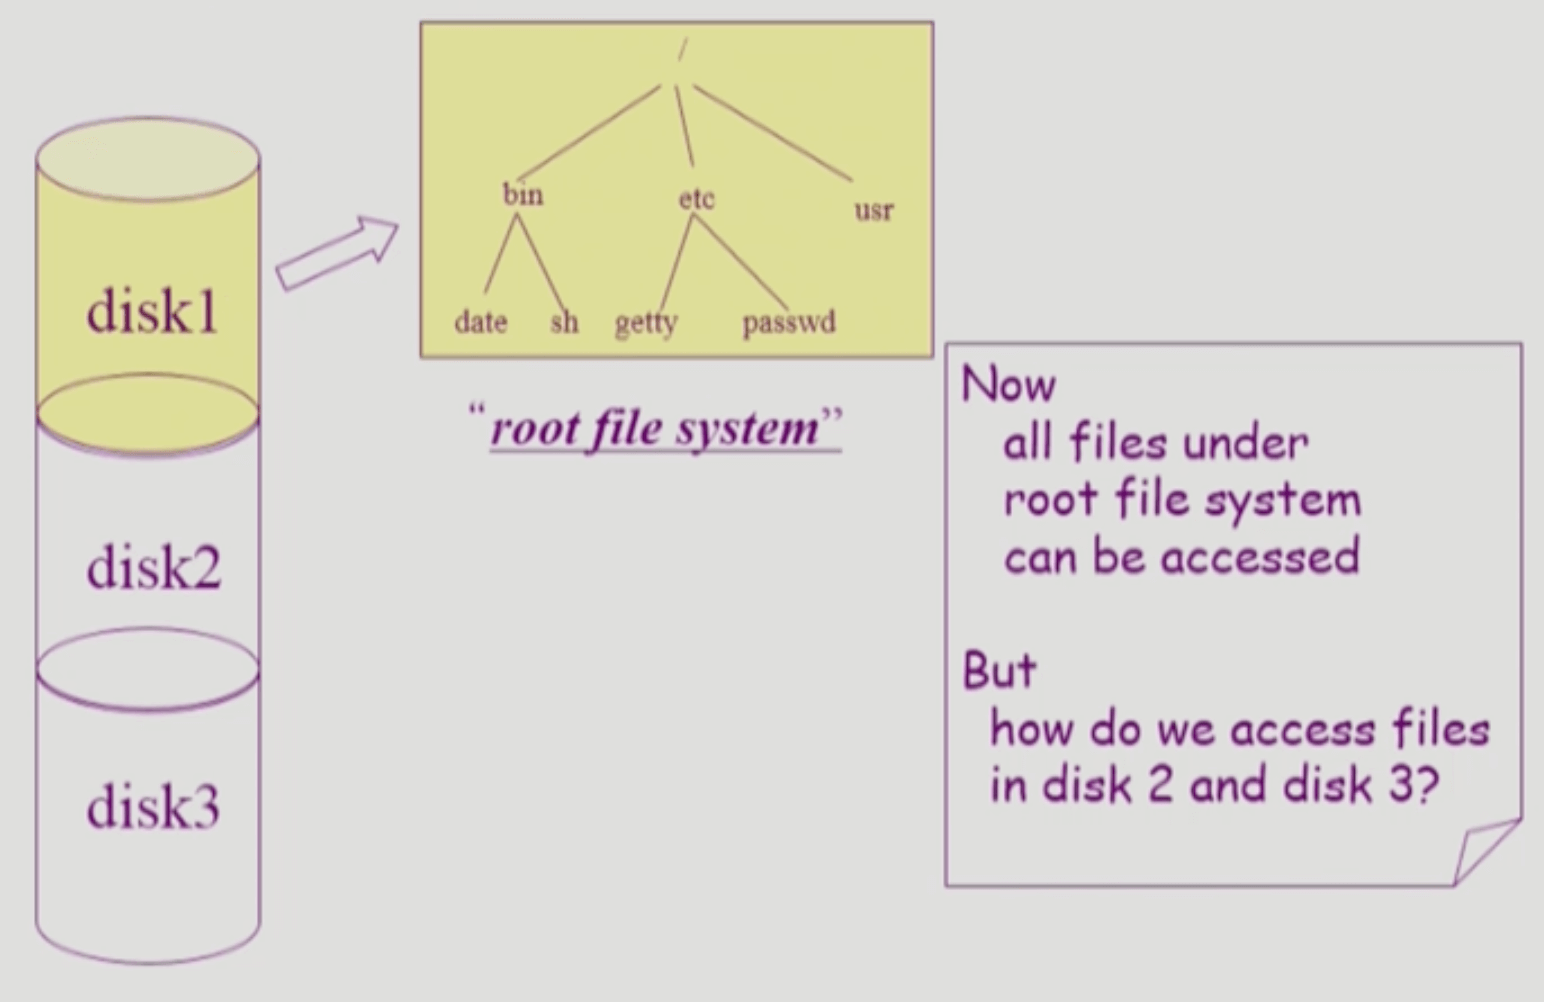 disk1
disk2
disk3
/
bin
etc
usr
date
sh
getty
passwd
“root file system”
Now
all files under
root file system
can be accessed
But
how do we access files
in disk 2 and disk 3?